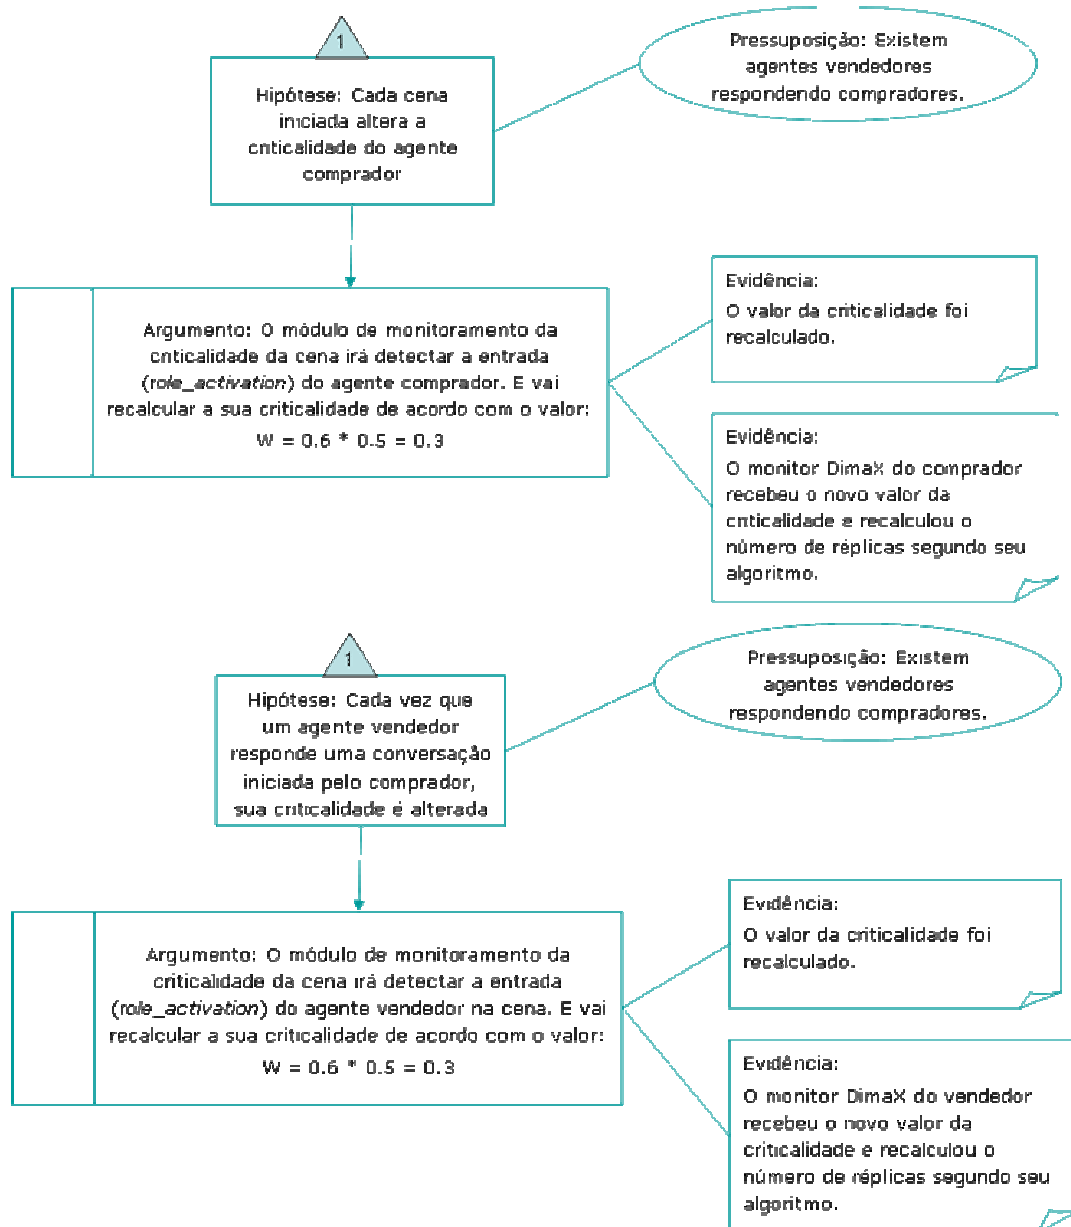 1
Hipótese: Cada cena
iniciada altera a
criticalidade do agente
comprador
Pressuposição: Existem
agentes vendedores
respondendo compradores.
Argumento: O módulo de monitoramento da
criticalidade da cena irá detectar a entrada
(role_activation) do agente comprador. E vai
recalcular a sua criticalidade de acordo com o valor:
W = 0.6 * 0.5 = 0.3
Evidência:
O valor da criticalidade foi
recalculado.
Evidência:
O monitor DimaX do comprador
recebeu o novo valor da
criticalidade e recalculou o
número de réplicas segundo seu
algoritmo.
1
Hipótese: Cada vez que
um agente vendedor
responde uma conversação
iniciada pelo comprador,
sua criticalidade é alterada
Pressuposição: Existem
agentes vendedores
respondendo compradores.
Argumento: O módulo de monitoramento da
criticalidade da cena irá detectar a entrada
(role_activation) do agente vendedor na cena. E vai
recalcular a sua criticalidade de acordo com o valor:
W = 0.6 * 0.5 = 0.3
Evidência:
O valor da criticalidade foi
recalculado.
Evidência:
O monitor DimaX do vendedor
recebeu o novo valor da
criticalidade e recalculou o
número de réplicas segundo seu
algoritmo.